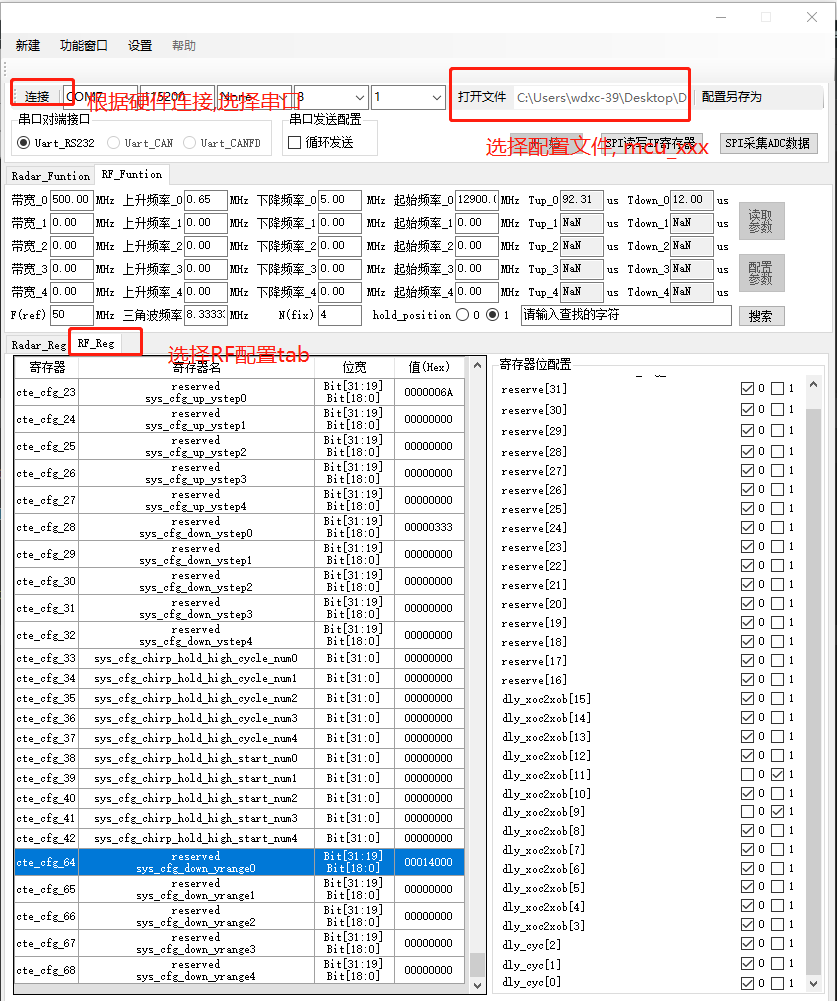 新建 功能窗口 设置 帮助
连接 COM7 115200 None 8 1 打开文件 C:\Users\wdxc-39\Desktop\D 配置另存为
根据硬件连接,选择串口
串口对端接口 串口发送配置
Uart_RS232 Uart_CAN Uart_CANFD 循环发送 SPI读写IP寄存器 SPI采集ADC数据
选择配置文件, mcu_xxx
Radar_Funtion RF_Funtion
带宽_0 500.00 MHz 上升频率_0 0.65 MHz 下降频率_0 5.00 MHz 起始频率_0 12900.0 MHz Tup_0 92.31 us Tdown_0 12.00 us
带宽_1 0.00 MHz 上升频率_1 0.00 MHz 下降频率_1 0.00 MHz 起始频率_1 0.00 MHz Tup_1 NaN us Tdown_1 NaN us
读取
参数
带宽_2 0.00 MHz 上升频率_2 0.00 MHz 下降频率_2 0.00 MHz 起始频率_2 0.00 MHz Tup_2 NaN us Tdown_2 NaN us
带宽_3 0.00 MHz 上升频率_3 0.00 MHz 下降频率_3 0.00 MHz 起始频率_3 0.00 MHz Tup_3 NaN us Tdown_3 NaN us
配置
参数
带宽_4 0.00 MHz 上升频率_4 0.00 MHz 下降频率_4 0.00 MHz 起始频率_4 0.00 MHz Tup_4 NaN us Tdown_4 NaN us
F(ref) 50 MHz 三角波频率 8.3333 MHz N(fix) 4 hold_position 0 1 请输入查找的字符 搜索
Radar_Reg RF_Reg
选择RF配置tab
寄存器 寄存器名 位宽 值(Hex)
cte_cfg_23 reserved Bit[31:19] 0000006A
sys_cfg_up_ystep0 Bit[18:0]
cte_cfg_24 reserved Bit[31:19] 00000000
sys_cfg_up_ystep1 Bit[18:0]
cte_cfg_25 reserved Bit[31:19] 00000000
sys_cfg_up_ystep2 Bit[18:0]
cte_cfg_26 reserved Bit[31:19] 00000000
sys_cfg_up_ystep3 Bit[18:0]
cte_cfg_27 reserved Bit[31:19] 00000000
sys_cfg_up_ystep4 Bit[18:0]
cte_cfg_28 reserved Bit[31:19] 00000333
sys_cfg_down_ystep0 Bit[18:0]
cte_cfg_29 reserved Bit[31:19] 00000000
sys_cfg_down_ystep1 Bit[18:0]
cte_cfg_30 reserved Bit[31:19] 00000000
sys_cfg_down_ystep2 Bit[18:0]
cte_cfg_31 reserved Bit[31:19] 00000000
sys_cfg_down_ystep3 Bit[18:0]
cte_cfg_32 reserved Bit[31:19] 00000000
sys_cfg_down_ystep4 Bit[18:0]
cte_cfg_33 sys_cfg_chirp_hold_high_cycle_num0 Bit[31:0] 00000000
cte_cfg_34 sys_cfg_chirp_hold_high_cycle_num1 Bit[31:0] 00000000
cte_cfg_35 sys_cfg_chirp_hold_high_cycle_num2 Bit[31:0] 00000000
cte_cfg_36 sys_cfg_chirp_hold_high_cycle_num3 Bit[31:0] 00000000
cte_cfg_37 sys_cfg_chirp_hold_high_cycle_num4 Bit[31:0] 00000000
cte_cfg_38 sys_cfg_chirp_hold_high_start_num0 Bit[31:0] 00000000
cte_cfg_39 sys_cfg_chirp_hold_high_start_num1 Bit[31:0] 00000000
cte_cfg_40 sys_cfg_chirp_hold_high_start_num2 Bit[31:0] 00000000
cte_cfg_41 sys_cfg_chirp_hold_high_start_num3 Bit[31:0] 00000000
cte_cfg_42 sys_cfg_chirp_hold_high_start_num4 Bit[31:0] 00000000
cte_cfg_64 reserved Bit[31:19] 00014000
sys_cfg_down_yrange0 Bit[18:0]
cte_cfg_65 reserved Bit[31:19] 00000000
sys_cfg_down_yrange1 Bit[18:0]
cte_cfg_66 reserved Bit[31:19] 00000000
sys_cfg_down_yrange2 Bit[18:0]
cte_cfg_67 reserved Bit[31:19] 00000000
sys_cfg_down_yrange3 Bit[18:0]
cte_cfg_68 reserved Bit[31:19] 00000000
sys_cfg_down_yrange4 Bit[18:0]
寄存器位配置
reserve[31] 0 1
reserve[30] 0 1
reserve[29] 0 1
reserve[28] 0 1
reserve[27] 0 1
reserve[26] 0 1
reserve[25] 0 1
reserve[24] 0 1
reserve[23] 0 1
reserve[22] 0 1
reserve[21] 0 1
reserve[20] 0 1
reserve[19] 0 1
reserve[18] 0 1
reserve[17] 0 1
reserve[16] 0 1
dly_xoc2xob[15] 0 1
dly_xoc2xob[14] 0 1
dly_xoc2xob[13] 0 1
dly_xoc2xob[12] 0 1
dly_xoc2xob[11] 0 1
dly_xoc2xob[10] 0 1
dly_xoc2xob[9] 0 1
dly_xoc2xob[8] 0 1
dly_xoc2xob[7] 0 1
dly_xoc2xob[6] 0 1
dly_xoc2xob[5] 0 1
dly_xoc2xob[4] 0 1
dly_xoc2xob[3] 0 1
dly_cyc[2] 0 1
dly_cyc[1] 0 1
dly_cyc[0] 0 1